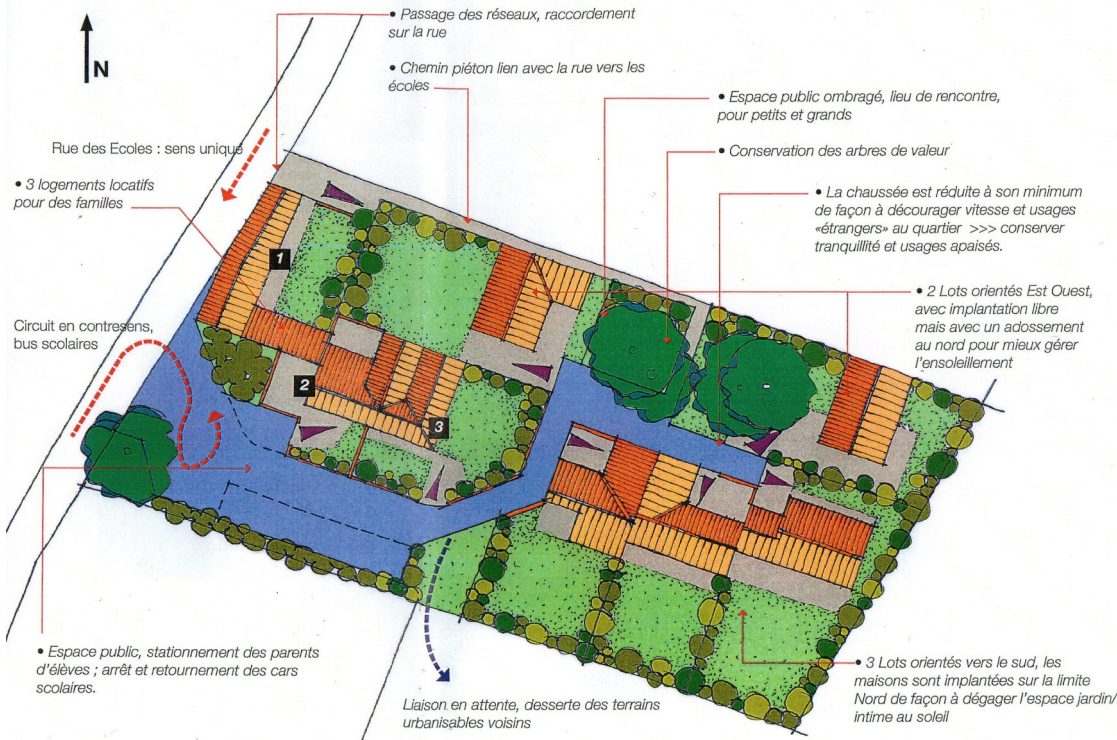 • Passage des réseaux, raccordement
sur la rue
N
• Chemin piéton lien avec la rue vers les
écoles
• Espace public ombragé, lieu de rencontre,
pour petits et grands
Rue des Ecoles : sens unique
• Conservation des arbres de valeur
• 3 logements locatifs
pour des familles
• La chaussée est réduite à son minimum
de façon à décourager vitesse et usages
«étrangers» au quartier >>> conserver
tranquillité et usages apaisés.
1
• 2 Lots orientés Est Ouest,
avec implantation libre
mais avec un adossement
au nord pour mieux gérer
l'ensoleillement
Circuit en contresens,
bus scolaires
2
3
• Espace public, stationnement des parents
d'élèves ; arrêt et retournement des cars
scolaires.
Liaison en attente, desserte des terrains
urbanisables voisins
• 3 Lots orientés vers le sud, les
maisons sont implantées sur la limite
Nord de façon à dégager l'espace jardin/
intime au soleil